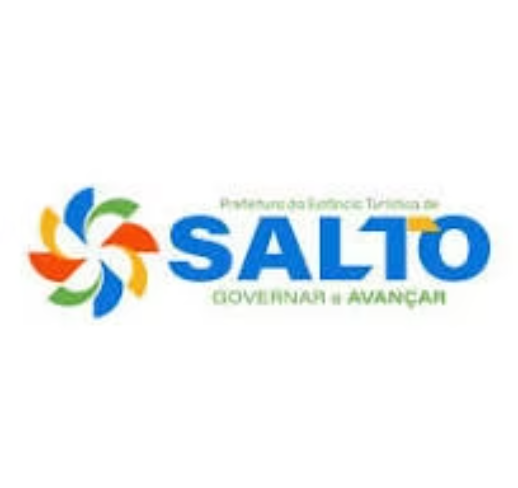 Prefeitura da Estância Turística de
SALTO
GOVERNAR e AVANÇAR